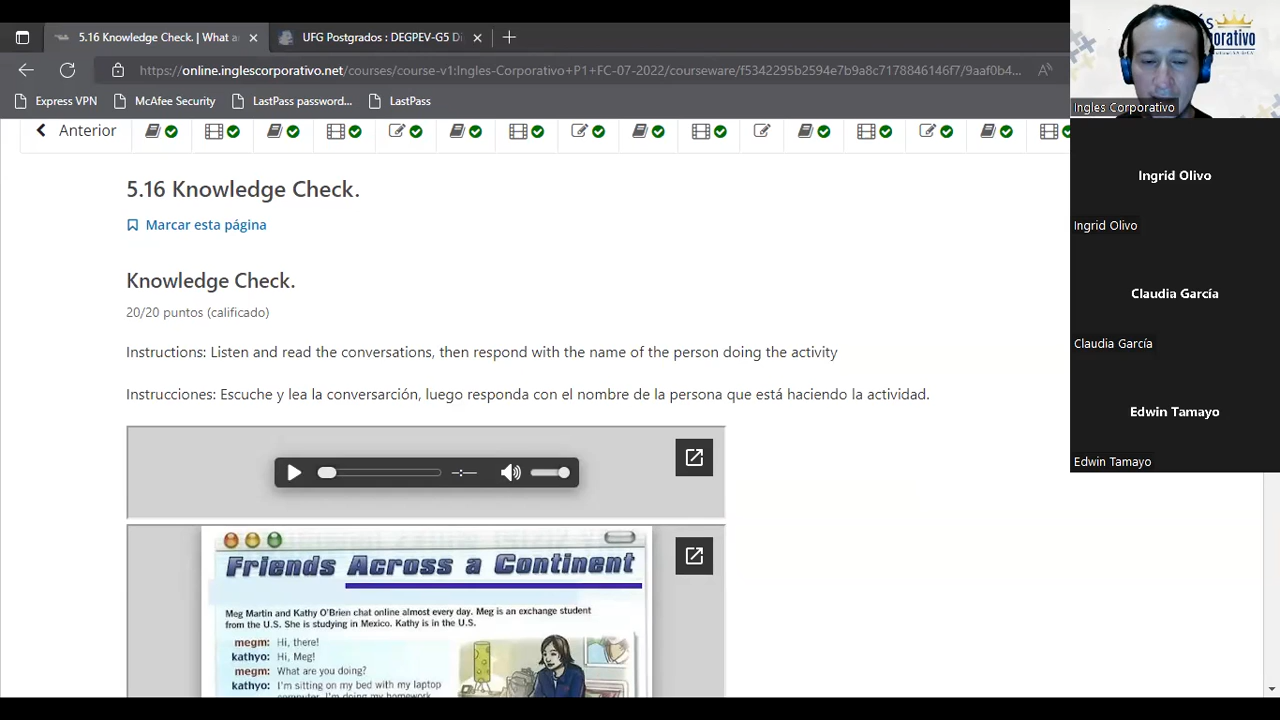 5.16 Knowledge Check. | What ar
UFG Postgrados : DEGPEV-G5 Di
https://online.inglescorporativo.net/courses/course-v1:Ingles-Corporativo+P1+FC-07-2022/courseware/f5342295b2594e7b9a8c7178846146f7/9aaf0b4...
Express VPN
McAfee Security
LastPass password...
LastPass
Anterior
5.16 Knowledge Check.
Marcar esta página
Knowledge Check.
20/20 puntos (calificado)
Instructions: Listen and read the conversations, then respond with the name of the person doing the activity
Instrucciones: Escuche y lea la conversarción, luego responda con el nombre de la persona que está haciendo la actividad.
-:--
Friends Across a Continent
Meg Martin and Kathy O'Brien chat online almost every day. Meg is an exchange student
from the U.S. She is studying in Mexico. Kathy is in the U.S.
megm: Hi, there!
kathyo: Hi, Meg!
megm: What are you doing?
kathyo: I'm sitting on my bed with my laptop
computer. I'm doing my homework.
Ingles Corporativo
Ingrid Olivo
Ingrid Olivo
Claudia García
Claudia García
Edwin Tamayo
Edwin Tamayo